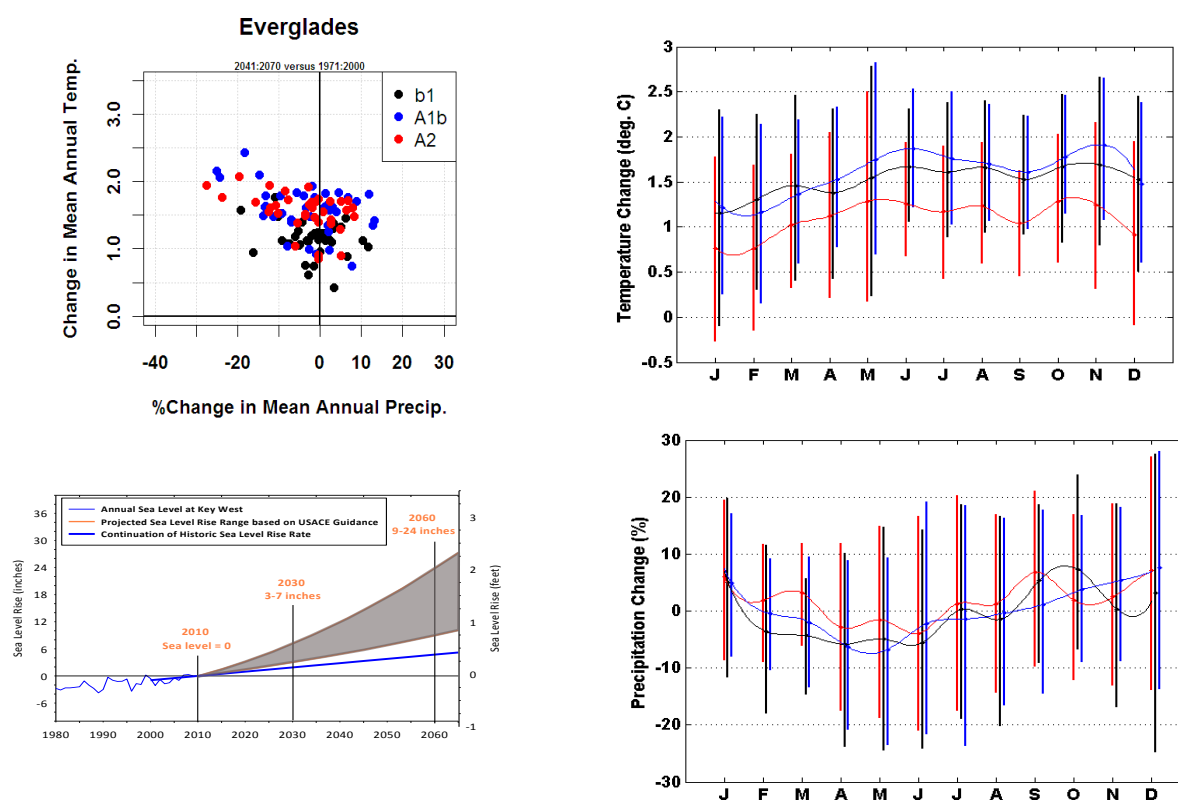 Everglades
2041:2070 versus 1971:2000
Change in Mean Annual Temp.
0.0 1.0 2.0 3.0
b1
A1b
A2
-40 -20 0 10 20 30
%Change in Mean Annual Precip.
Temperature Change (deg. C)
3
2.5
2
1.5
1
0.5
0
-0.5
J F M A M J J A S O N D
Sea Level Rise (inches)
36
30
24
18
12
6
0
-6
Annual Sea Level at Key West
Projected Sea Level Rise Range based on USACE Guidance
Continuation of Historic Sea Level Rise Rate
2010
Sea level = 0
2030
3-7 inches
2060
9-24 inches
3
2
1
0
-1
Sea Level Rise (feet)
1980 1990 2000 2010 2020 2030 2040 2050 2060
Precipitation Change (%)
30
20
10
0
-10
-20
-30
J F M A M J J A S O N D